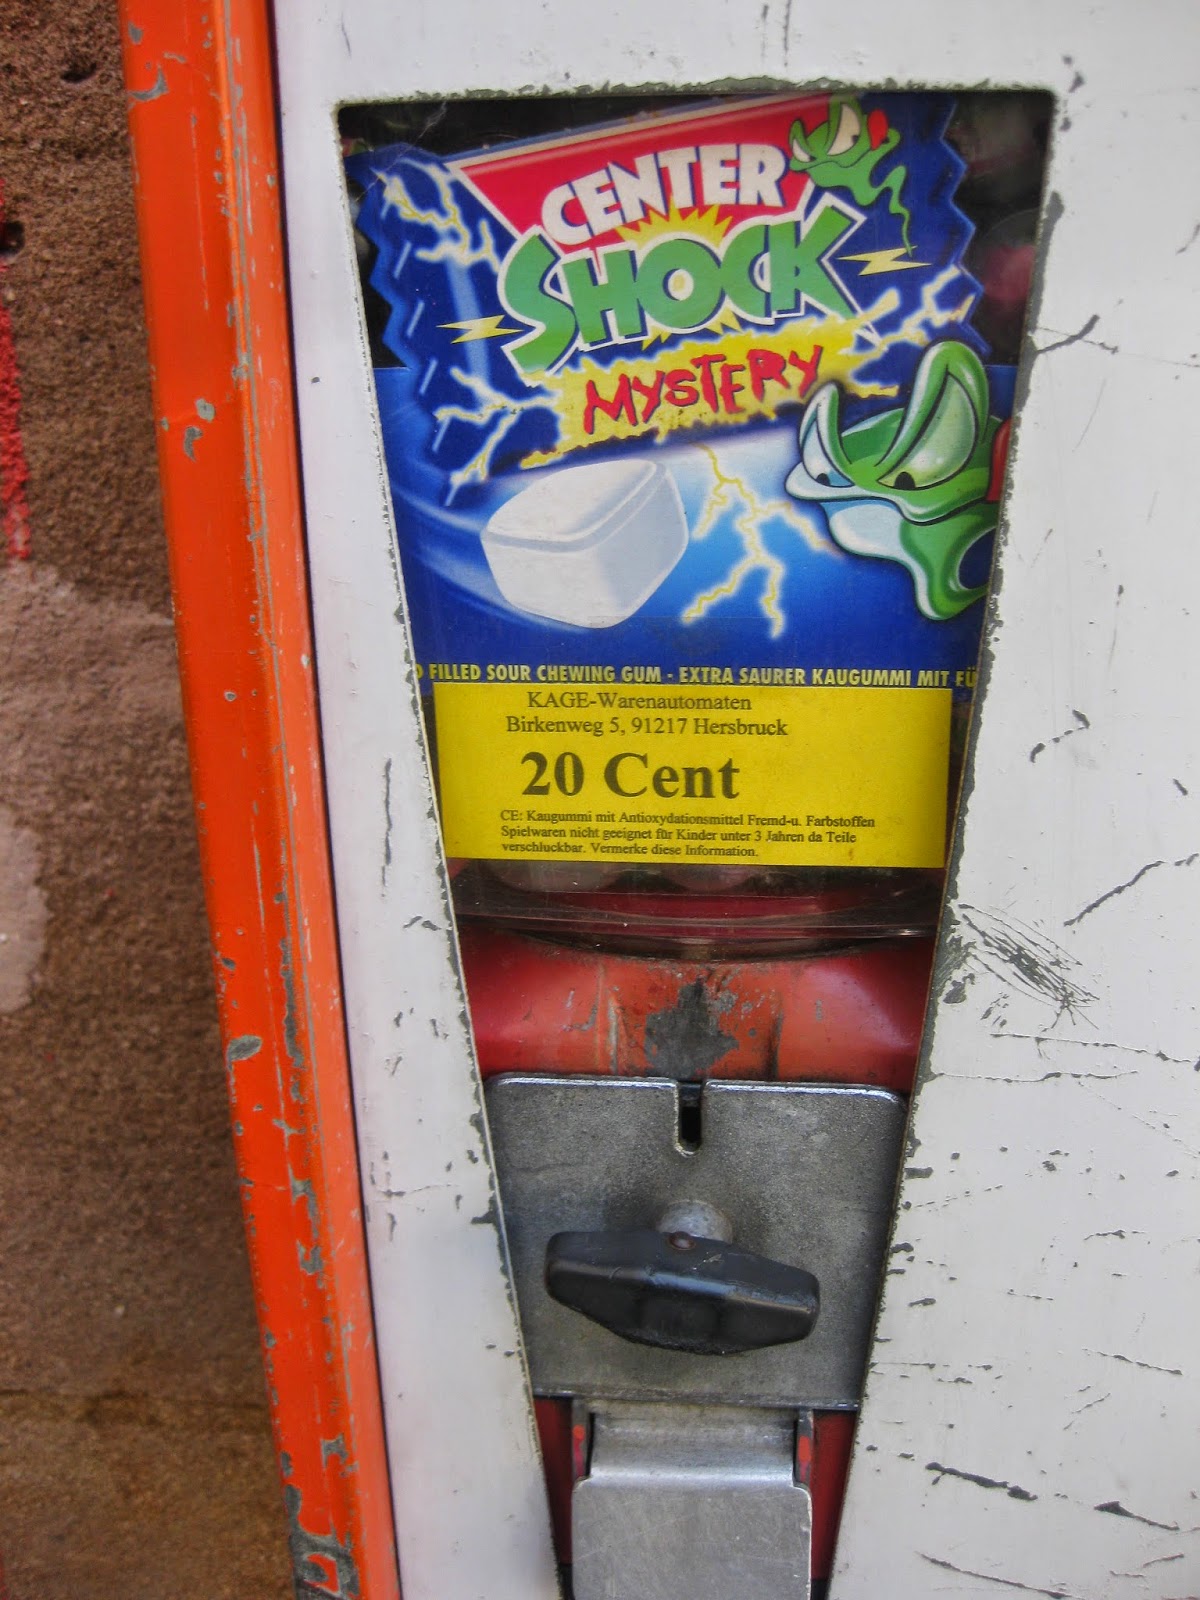 CENTER
SHOCK
MYSTERY
FILLED SOUR CHEWING GUM - EXTRA SAURER KAUGUMMI MIT FÜ
KAGE-Warenautomaten
Birkenweg 5, 91217 Hersbruck
20 Cent
CE: Kaugummi mit Antioxydationsmittel Fremd-u. Farbstoffen
Spielwaren nicht geeignet für Kinder unter 3 Jahren da Teile
verschluckbar. Vermerke diese Information.